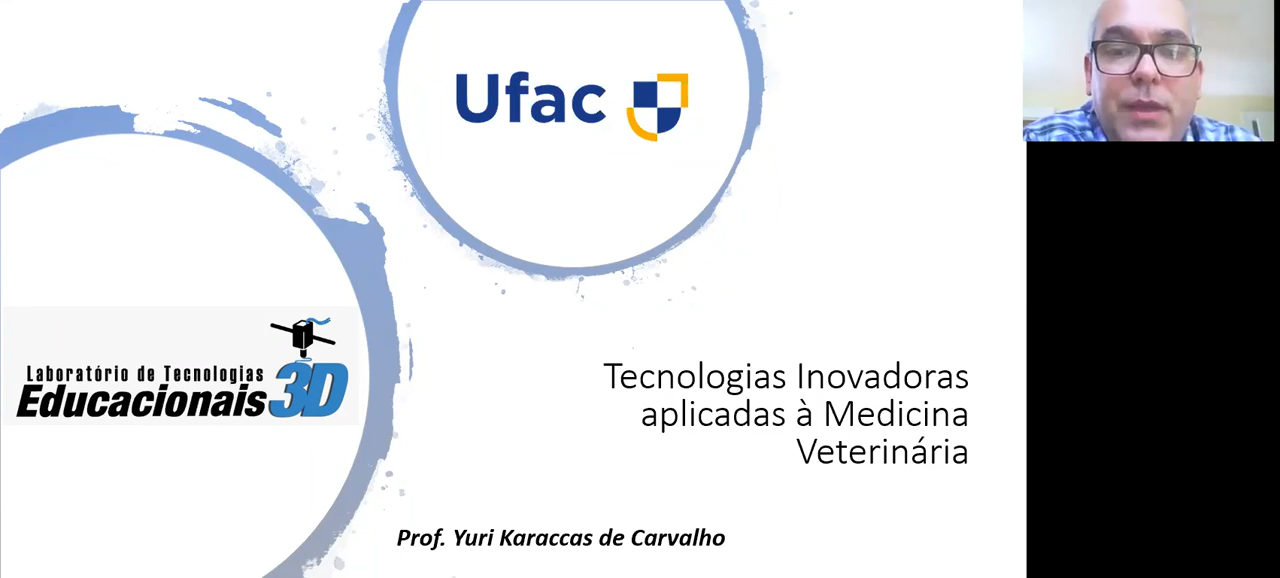 Ufac
Laboratório de Tecnologias
Educacionais 3D
Tecnologias Inovadoras
aplicadas à Medicina
Veterinária
Prof. Yuri Karaccas de Carvalho